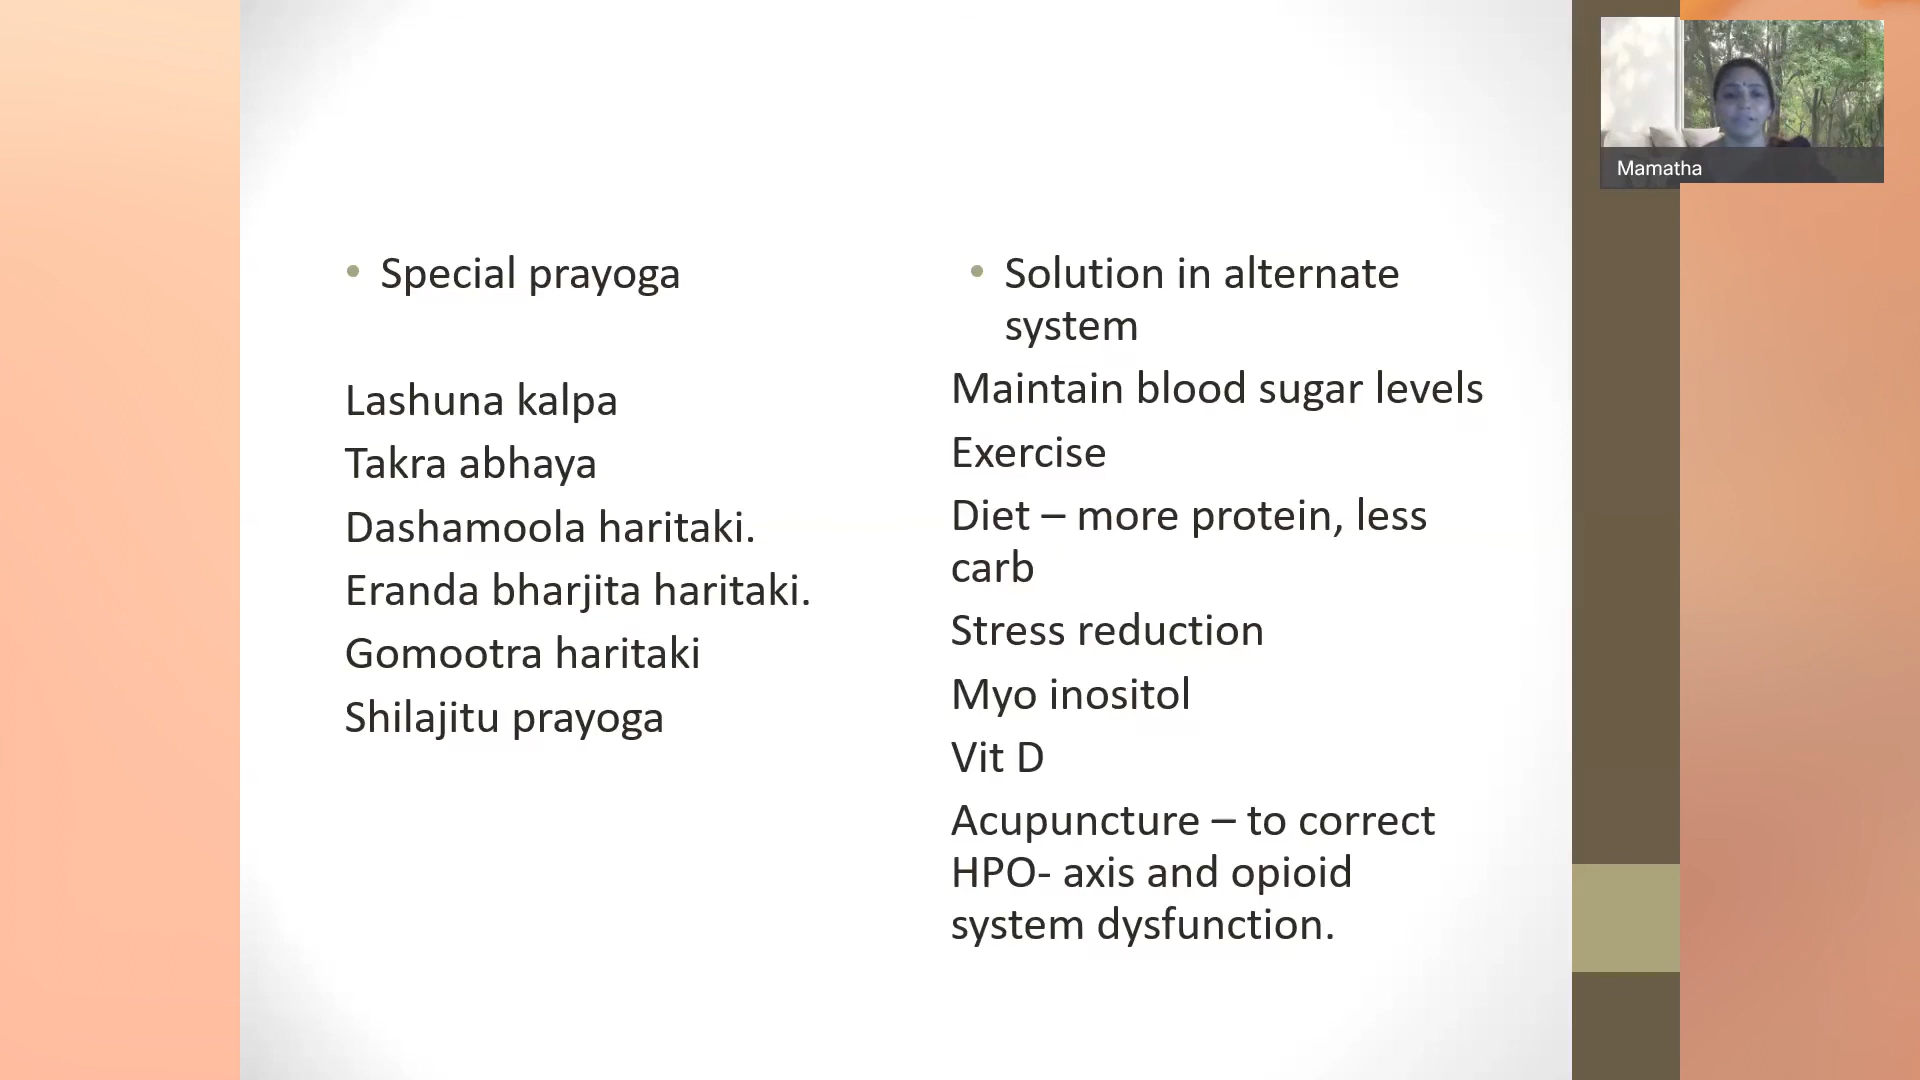 Special prayoga
Lashuna kalpa
Takra abhaya
Dashamoola haritaki.
Eranda bharjita haritaki.
Gomootra haritaki
Shilajitu prayoga
Solution in alternate
system
Maintain blood sugar levels
Exercise
Diet – more protein, less
carb
Stress reduction
Myo inositol
Vit D
Acupuncture – to correct
HPO- axis and opioid
system dysfunction.
Mamatha